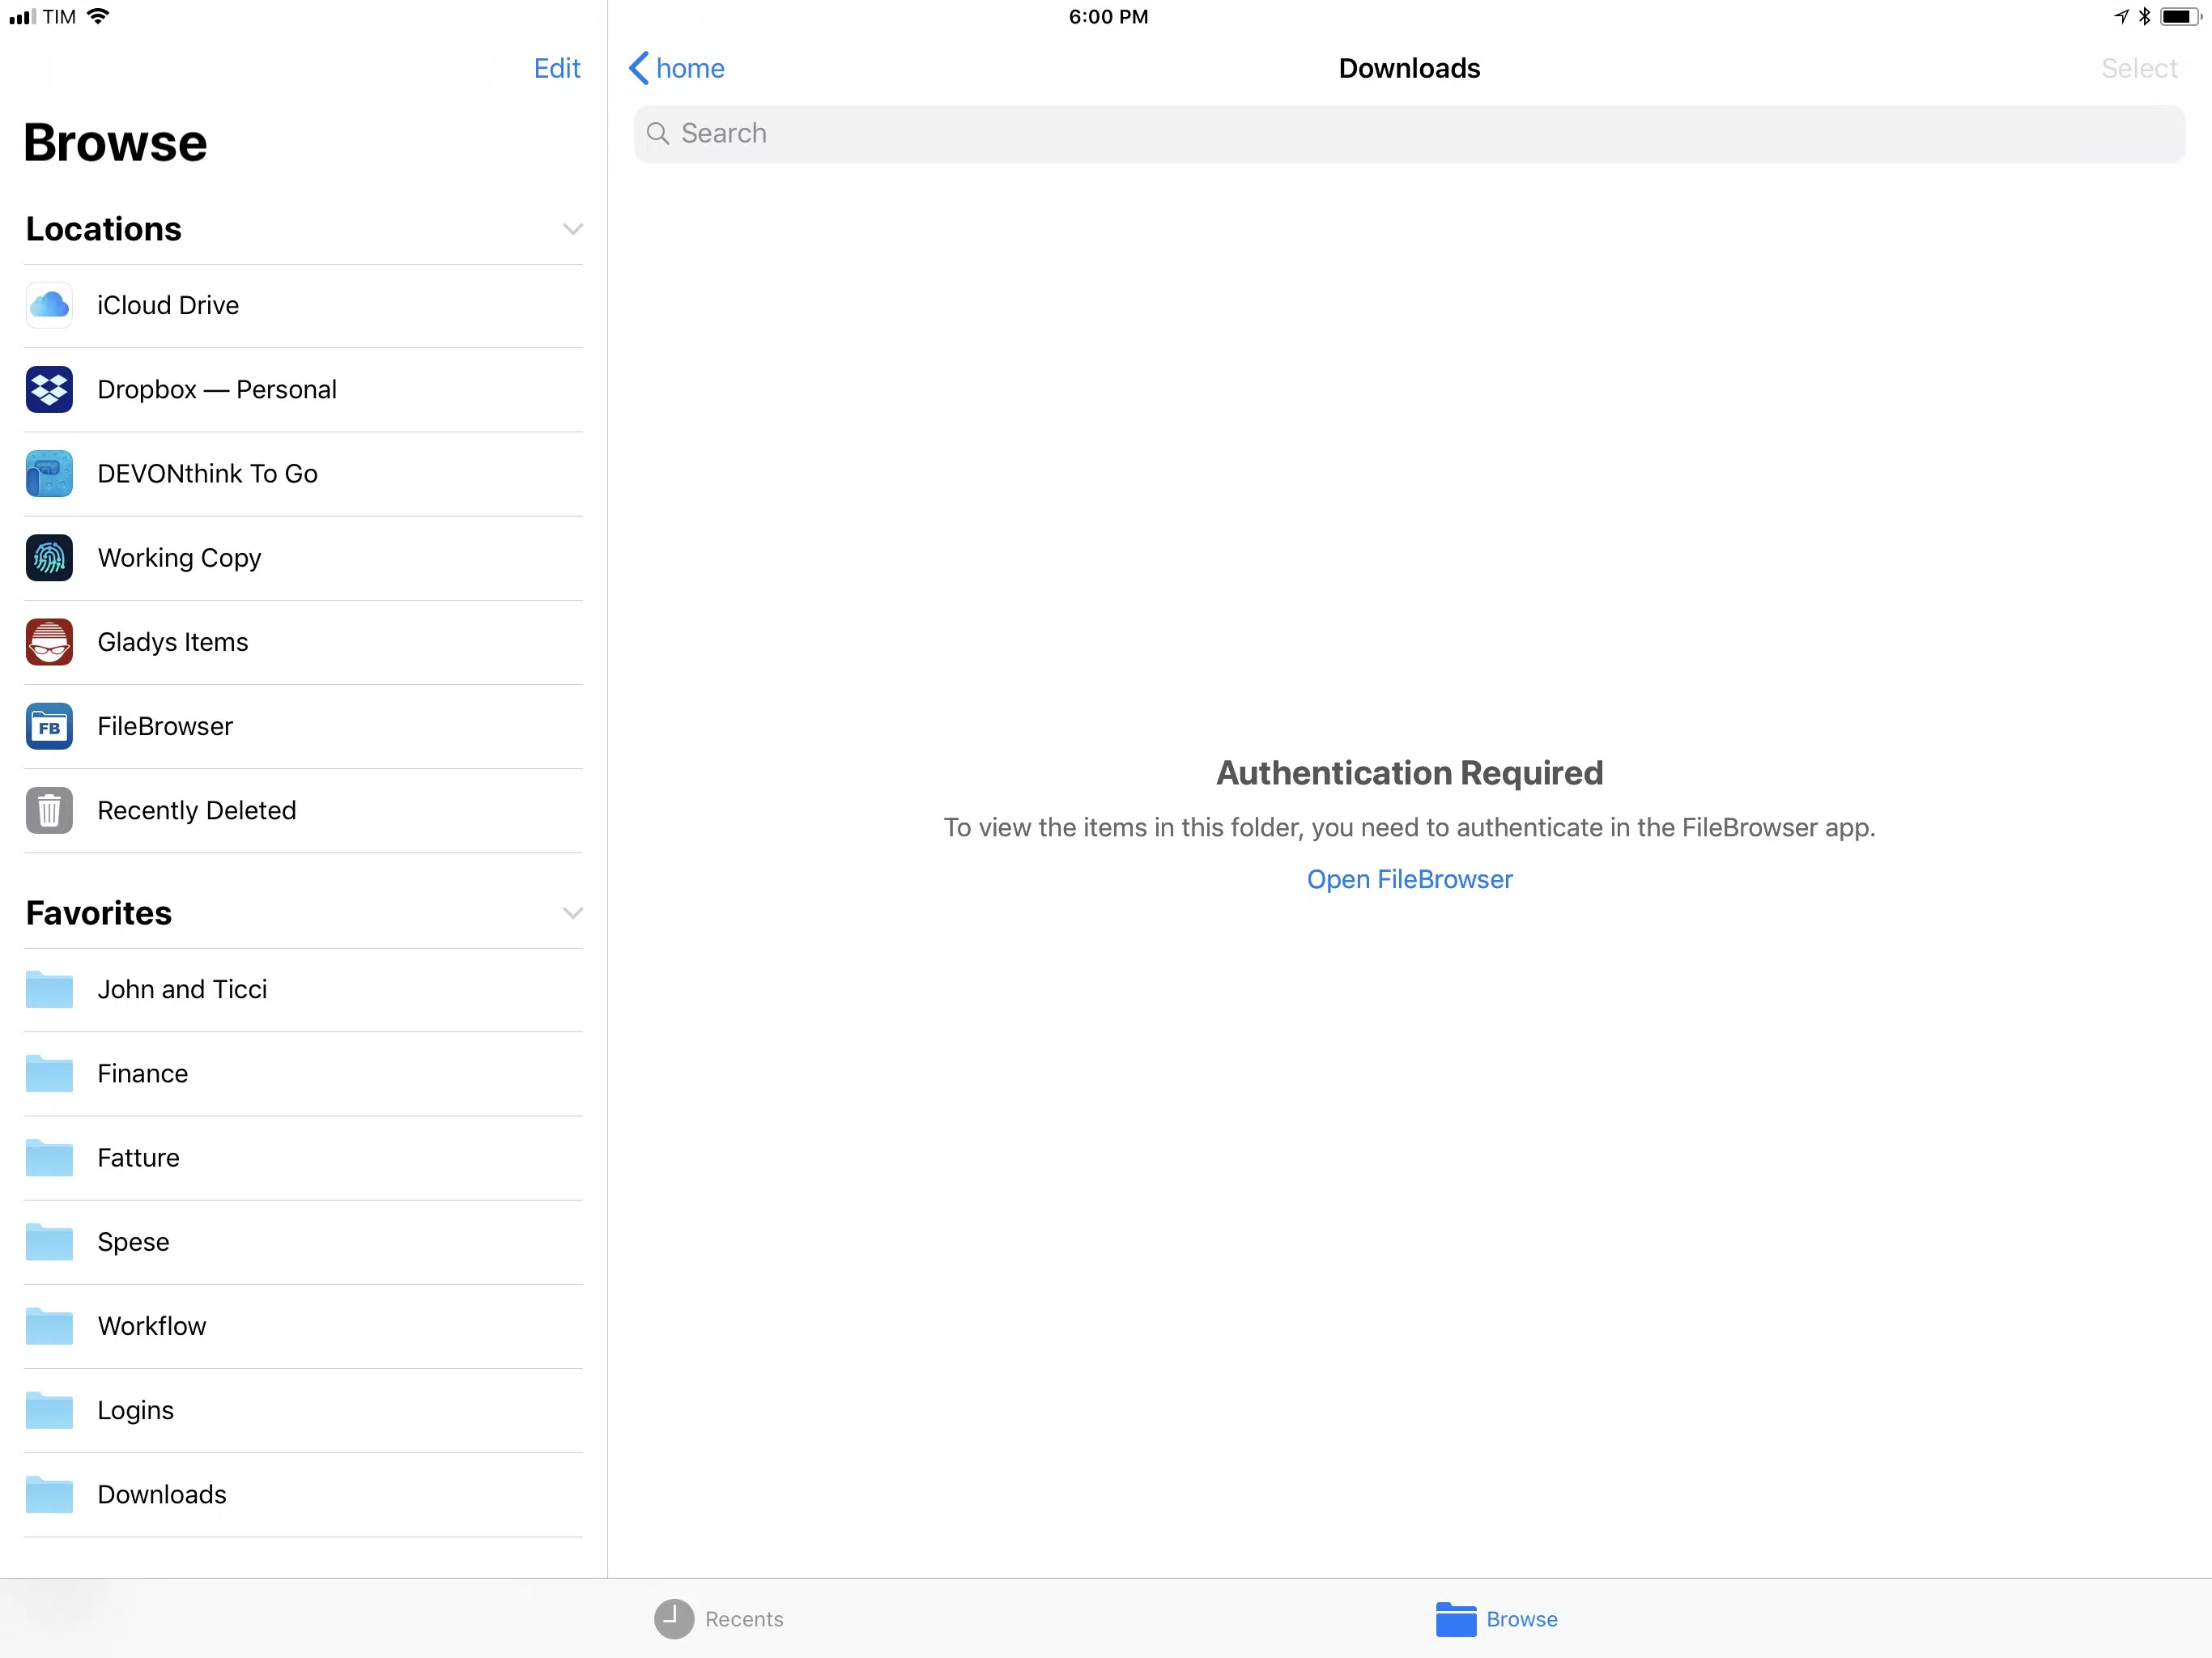 TIM
6:00 PM
Edit
Browse
Locations
iCloud Drive
Dropbox — Personal
DEVONthink To Go
Working Copy
Gladys Items
FB
FileBrowser
Recently Deleted
Favorites
John and Ticci
Finance
Fatture
Spese
Workflow
Logins
Downloads
home
Downloads
Select
Search
Authentication Required
To view the items in this folder, you need to authenticate in the FileBrowser app.
Open FileBrowser
Recents
Browse